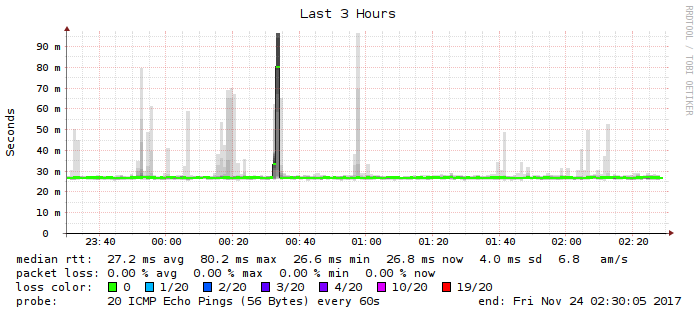 Last 3 Hours
RRDTOOL / TOBI OETIKER
Seconds
90 m
80 m
70 m
60 m
50 m
40 m
30 m
20 m
10 m
0
23:40 00:00 00:20 00:40 01:00 01:20 01:40 02:00 02:20
median rtt: 27.2 ms avg 80.2 ms max 26.6 ms min 26.8 ms now 4.0 ms sd 6.8 am/s
packet loss: 0.00 % avg 0.00 % max 0.00 % min 0.00 % now
loss color: 0 1/20 2/20 3/20 4/20 10/20 19/20
probe: 20 ICMP Echo Pings (56 Bytes) every 60s end: Fri Nov 24 02:30:05 2017